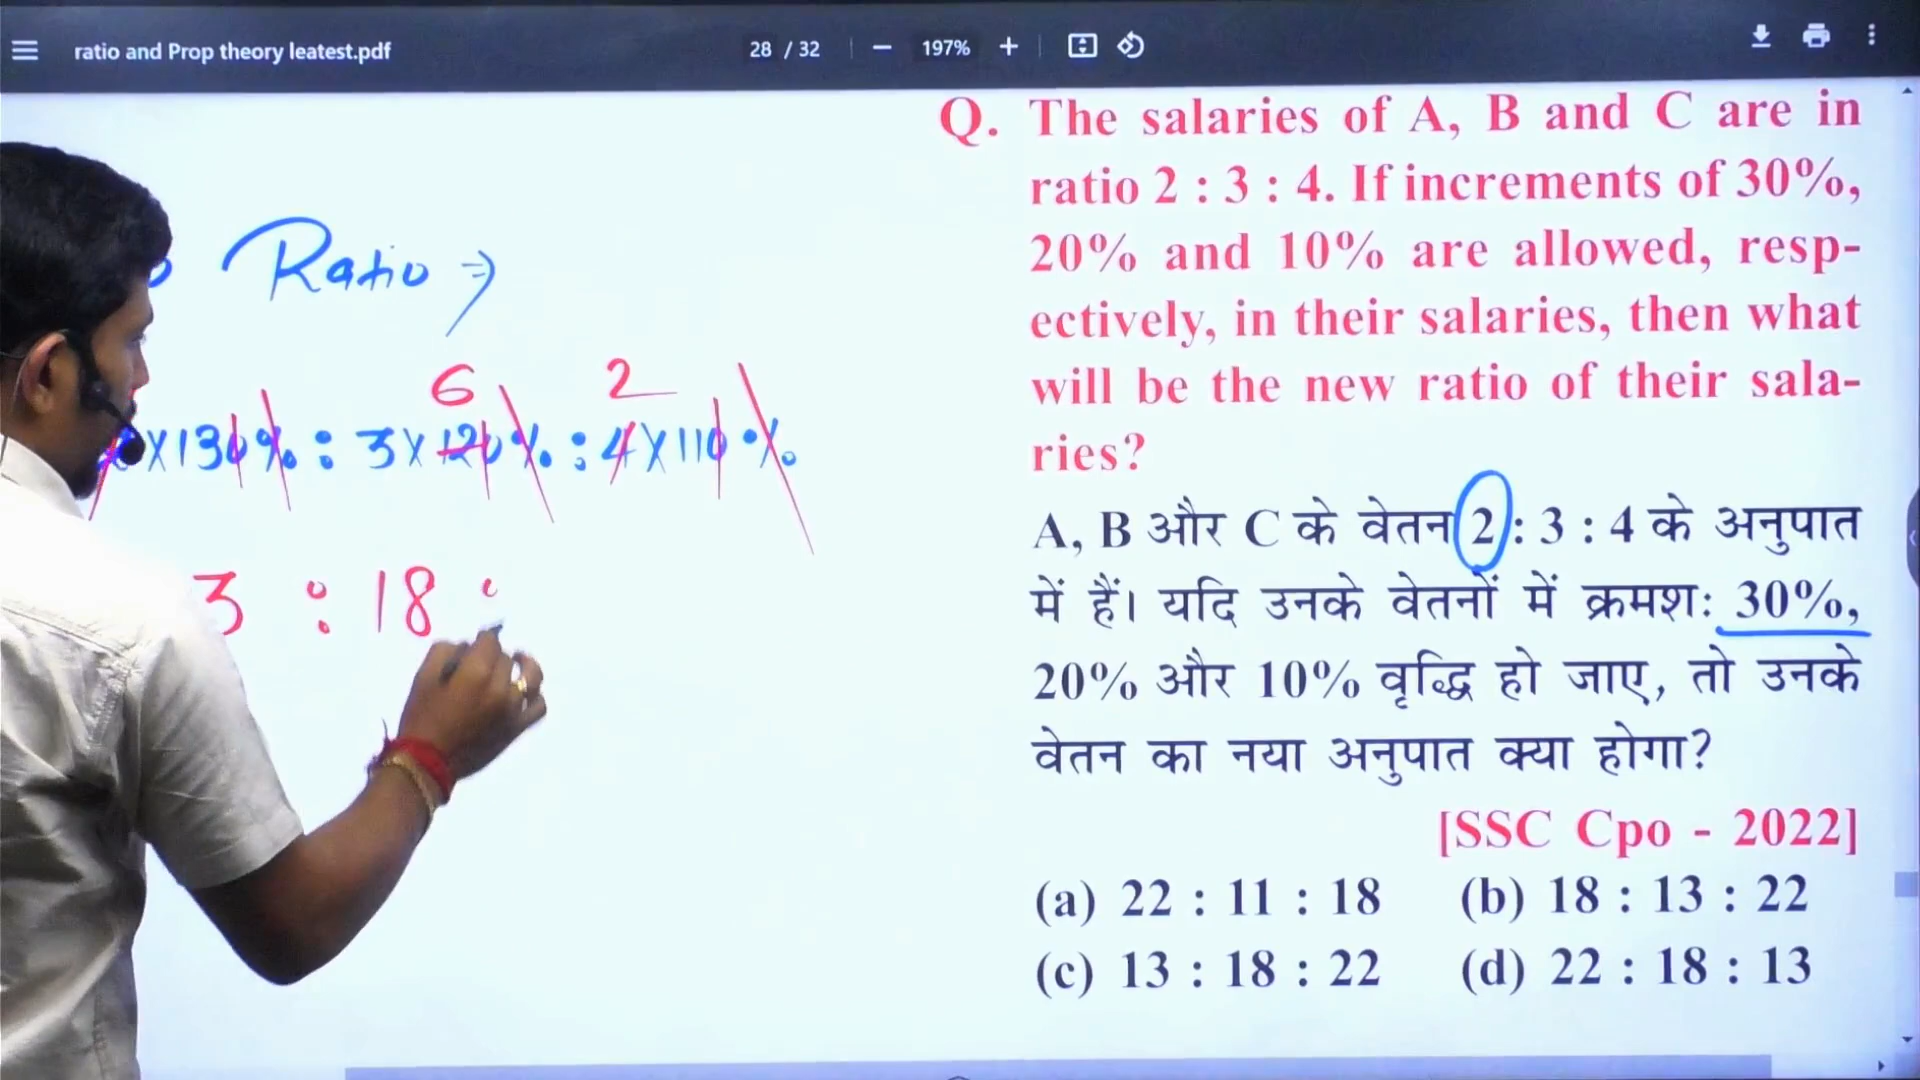 ratio and Prop theory leatest.pdf
28 / 32
197%
Q. The salaries of A, B and C are in
ratio 2 : 3 : 4. If increments of 30%,
20% and 10% are allowed, resp-
ectively, in their salaries, then what
will be the new ratio of their sala-
ries?
A, B और C के वेतन 2 : 3 : 4 के अनुपात
में हैं। यदि उनके वेतनों में क्रमश: 30%,
20% और 10% वृद्धि हो जाए, तो उनके
वेतन का नया अनुपात क्या होगा?
[SSC Cpo - 2022]
(a) 22 : 11 : 18 (b) 18 : 13 : 22
(c) 13 : 18 : 22 (d) 22 : 18 : 13
Ratio ⇒
6 2
×130% : 3×120% : 4×110%
3 : 18 :